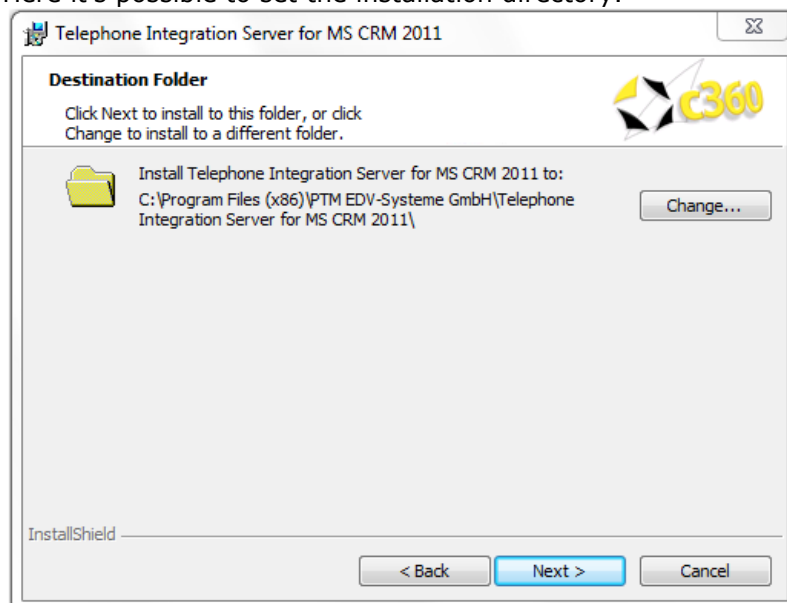 Here it's possible to set the installation directory.
Telephone Integration Server for MS CRM 2011
Destination Folder
Click Next to install to this folder, or click
Change to install to a different folder.
c360
Install Telephone Integration Server for MS CRM 2011 to:
C:\Program Files (x86)\PTM EDV-Systeme GmbH\Telephone
Integration Server for MS CRM 2011\
Change...
InstallShield
< Back
Next >
Cancel